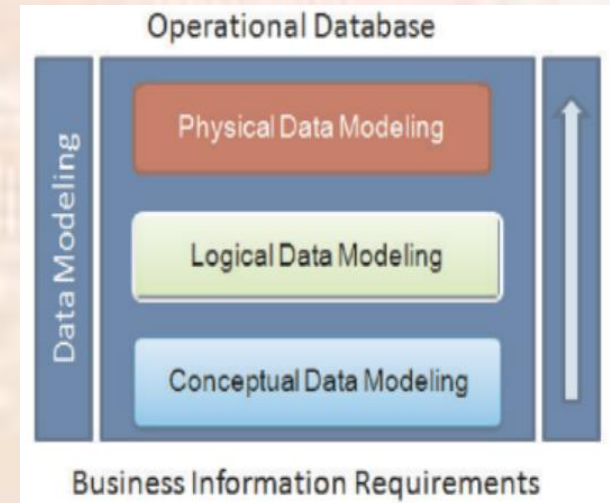 Operational Database
Data Modeling
Physical Data Modeling
Logical Data Modeling
Conceptual Data Modeling
Business Information Requirements